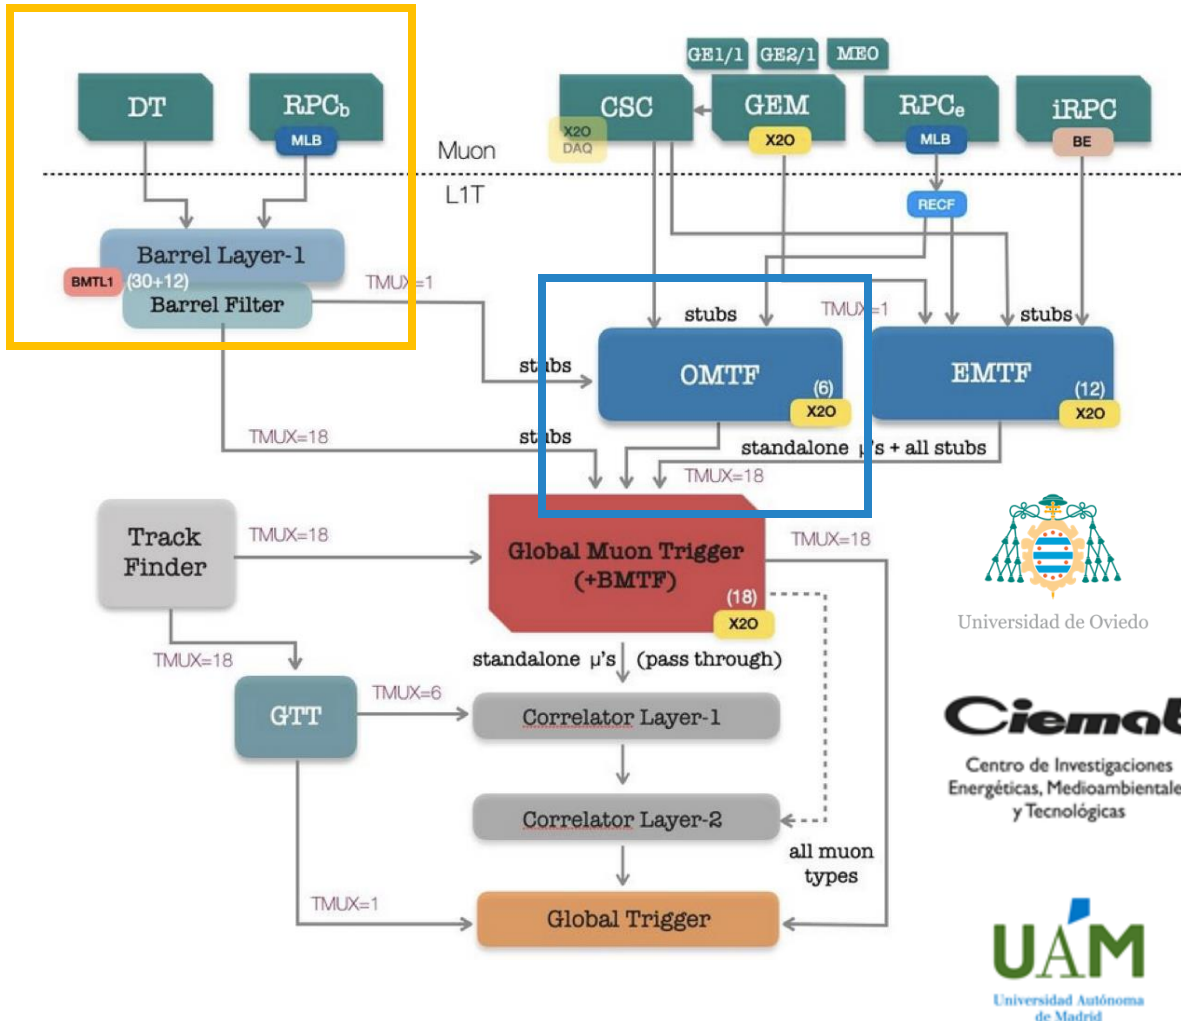 GE1/1
GE2/1
ME0
DT
RPCb
MLB
CSC
X2O
DAQ
GEM
X2O
RPCe
MLB
iRPC
BE
Muon
L1T
RECF
Barrel Layer-1
BMTL1
(30+12)
Barrel Filter
TMUX=1
stubs
stubs
TMUX=1
stubs
OMTF
(6)
X2O
EMTF
(12)
X2O
TMUX=18
stubs
standalone μ's + all stubs
TMUX=18
Track
Finder
TMUX=18
Global Muon Trigger
(+BMTF)
(18)
X2O
TMUX=18
TMUX=18
standalone μ's
(pass through)
GTT
TMUX=6
Correlator Layer-1
Correlator Layer-2
all muon
types
TMUX=1
Global Trigger
Universidad de Oviedo
Ciemat
Centro de Investigaciones
Energéticas, Medioambientale
y Tecnológicas
UAM
Universidad Autónoma
de Madrid